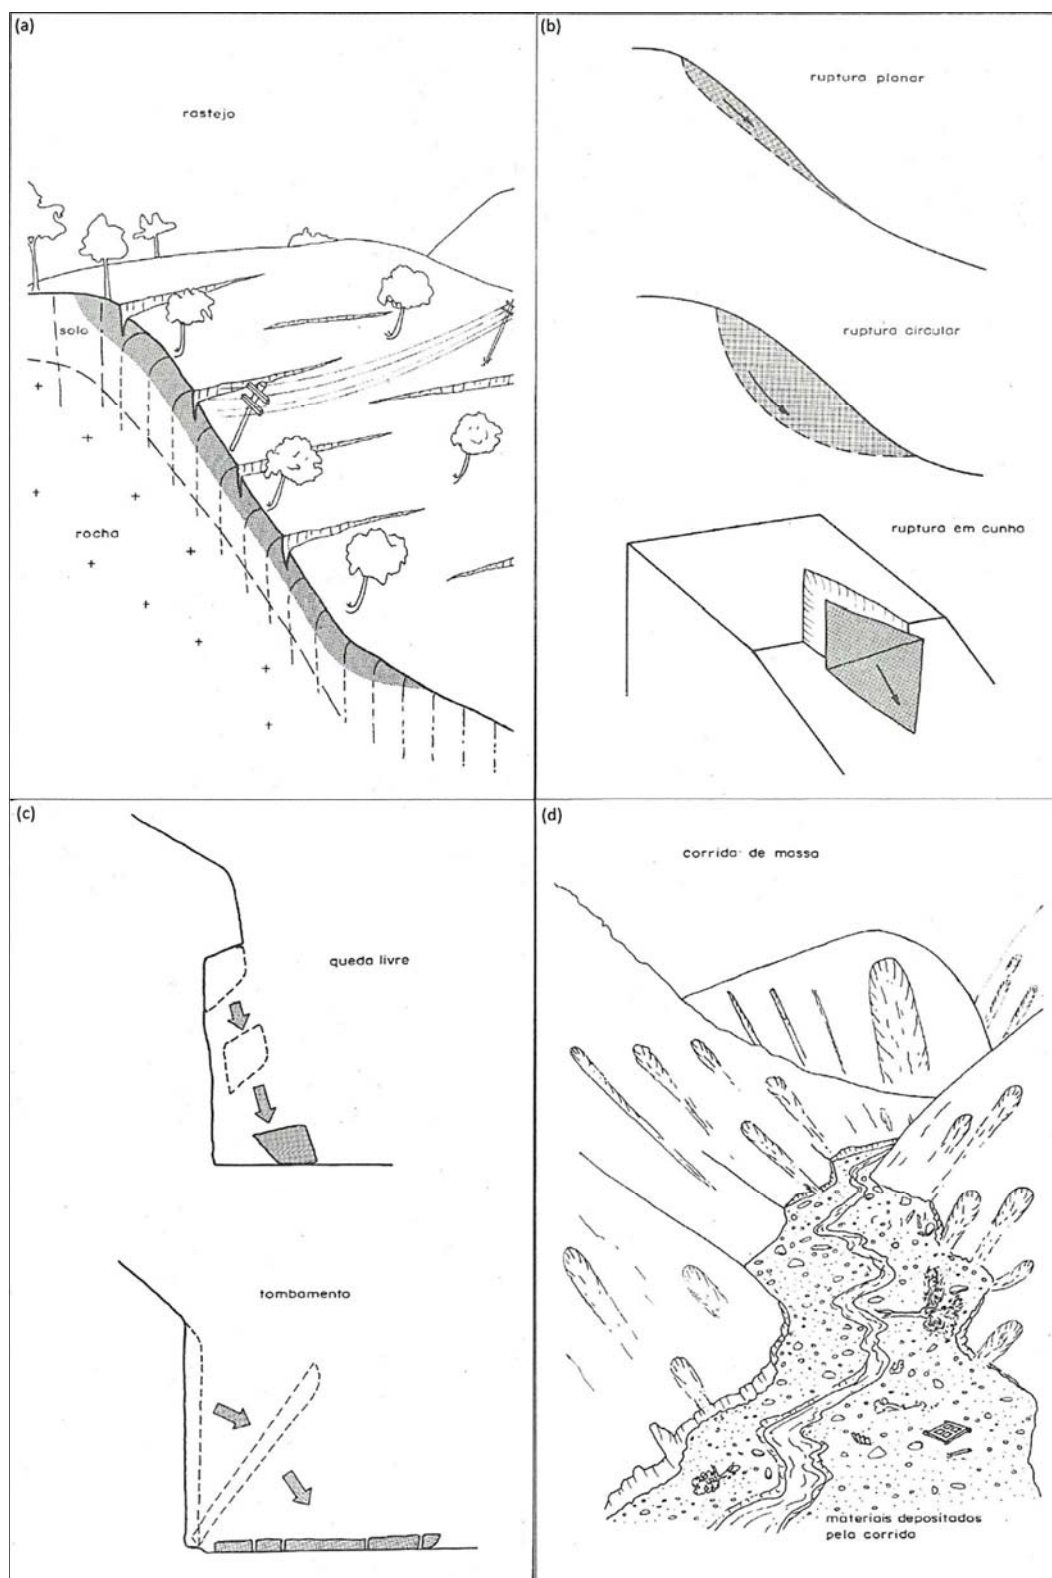 (a)
rastejo
solo
rocha
(b)
ruptura planar
ruptura circular
ruptura em cunha
(c)
queda livre
tombamento
(d)
corrida de massa
materiais depositados
pela corrida